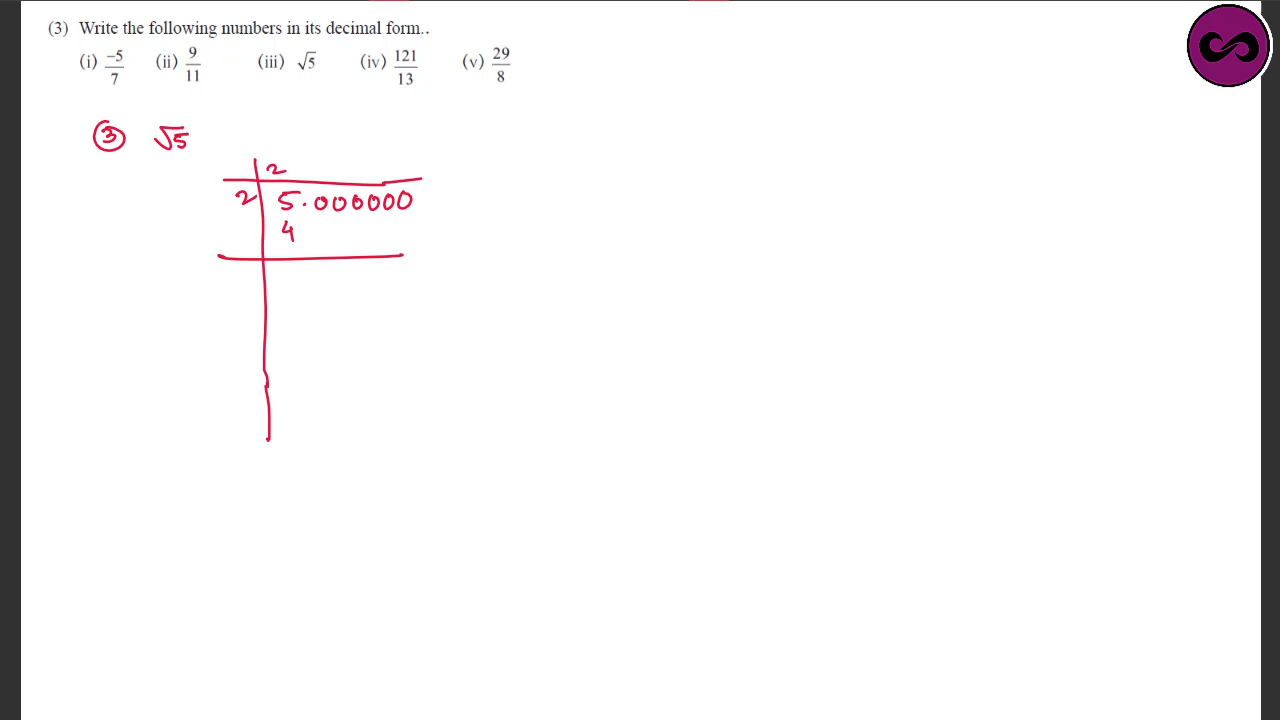 (3) Write the following numbers in its decimal form..
(i) −5/7 (ii) 9/11 (iii) √5 (iv) 121/13 (v) 29/8
③ √5
2
2 5.000000
4